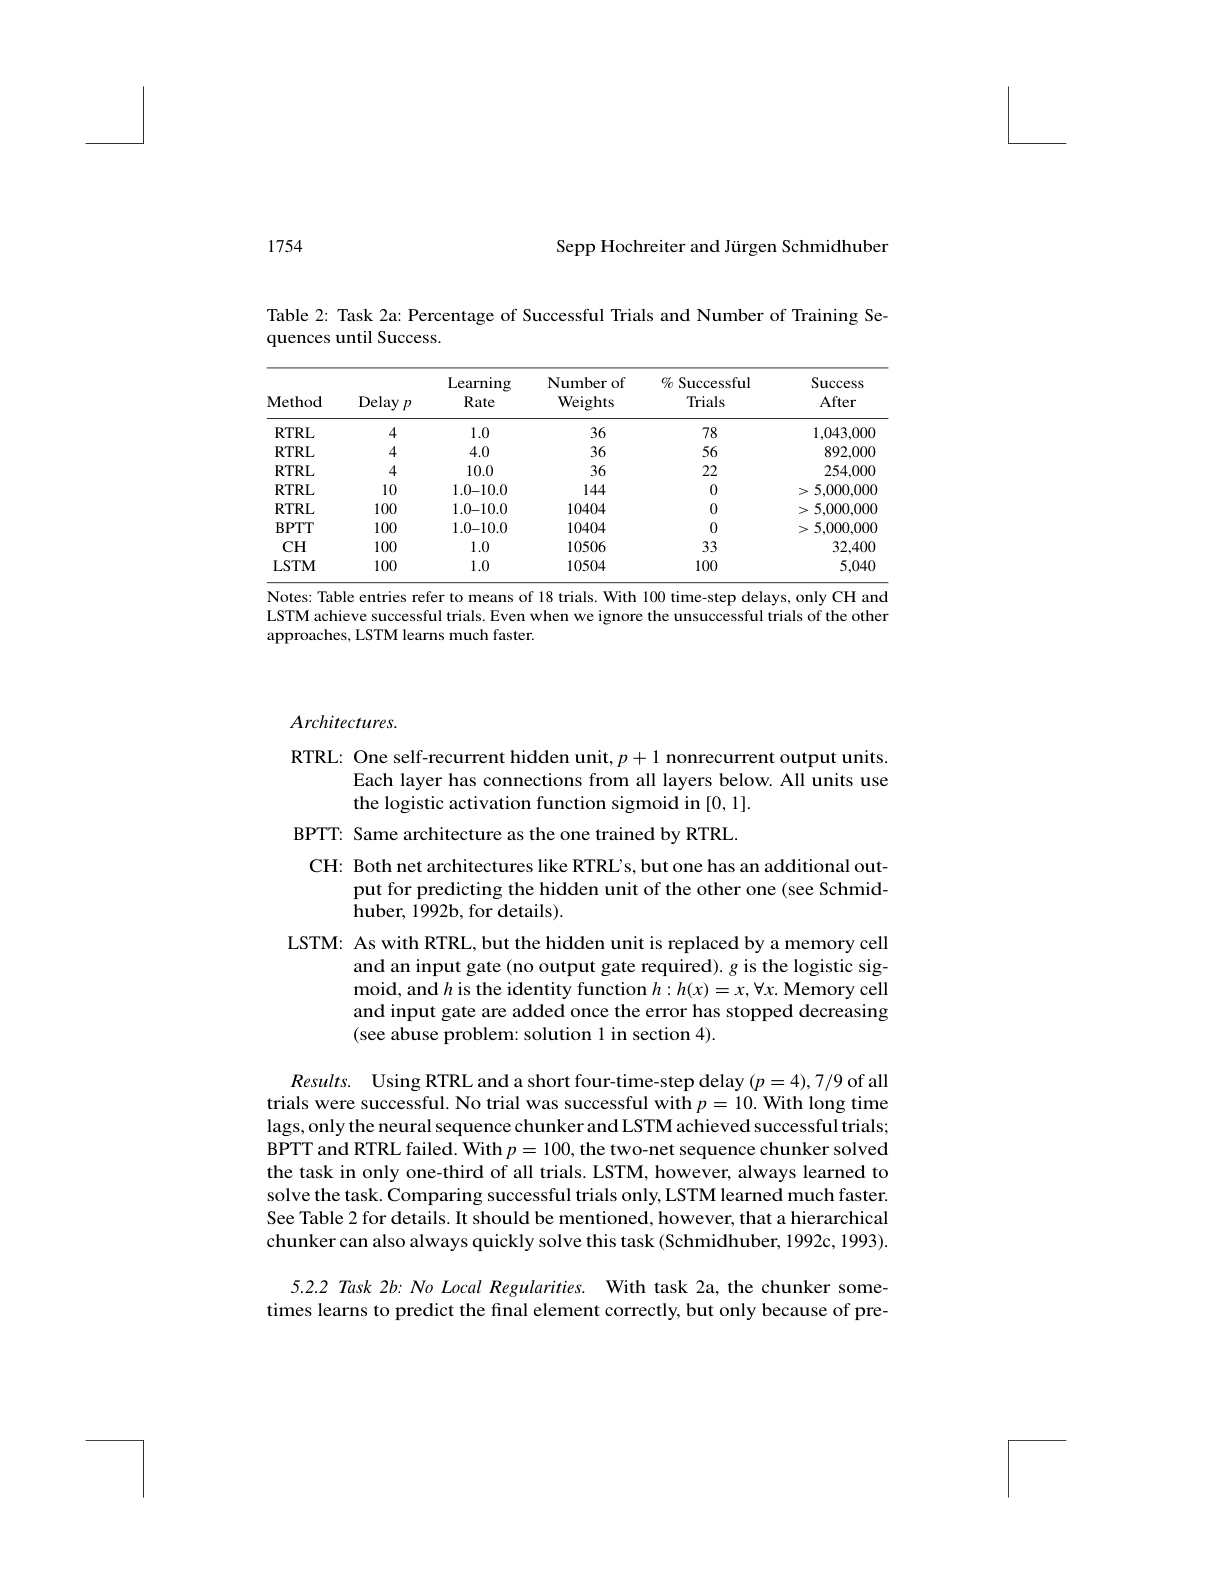 1754 Sepp Hochreiter and Jürgen Schmidhuber
Table 2: Task 2a: Percentage of Successful Trials and Number of Training Se-
quences until Success.
Learning Number of % Successful Success
Method Delay p Rate Weights Trials After
RTRL 4 1.0 36 78 1,043,000
RTRL 4 4.0 36 56 892,000
RTRL 4 10.0 36 22 254,000
RTRL 10 1.0–10.0 144 0 > 5,000,000
RTRL 100 1.0–10.0 10404 0 > 5,000,000
BPTT 100 1.0–10.0 10404 0 > 5,000,000
CH 100 1.0 10506 33 32,400
LSTM 100 1.0 10504 100 5,040
Notes: Table entries refer to means of 18 trials. With 100 time-step delays, only CH and
LSTM achieve successful trials. Even when we ignore the unsuccessful trials of the other
approaches, LSTM learns much faster.
Architectures.
RTRL: One self-recurrent hidden unit, p + 1 nonrecurrent output units.
Each layer has connections from all layers below. All units use
the logistic activation function sigmoid in [0, 1].
BPTT: Same architecture as the one trained by RTRL.
CH: Both net architectures like RTRL's, but one has an additional out-
put for predicting the hidden unit of the other one (see Schmid-
huber, 1992b, for details).
LSTM: As with RTRL, but the hidden unit is replaced by a memory cell
and an input gate (no output gate required). g is the logistic sig-
moid, and h is the identity function h : h(x) = x, ∀x. Memory cell
and input gate are added once the error has stopped decreasing
(see abuse problem: solution 1 in section 4).
Results. Using RTRL and a short four-time-step delay (p = 4), 7/9 of all
trials were successful. No trial was successful with p = 10. With long time
lags, only the neural sequence chunker and LSTM achieved successful trials;
BPTT and RTRL failed. With p = 100, the two-net sequence chunker solved
the task in only one-third of all trials. LSTM, however, always learned to
solve the task. Comparing successful trials only, LSTM learned much faster.
See Table 2 for details. It should be mentioned, however, that a hierarchical
chunker can also always quickly solve this task (Schmidhuber, 1992c, 1993).
5.2.2 Task 2b: No Local Regularities. With task 2a, the chunker some-
times learns to predict the final element correctly, but only because of pre-